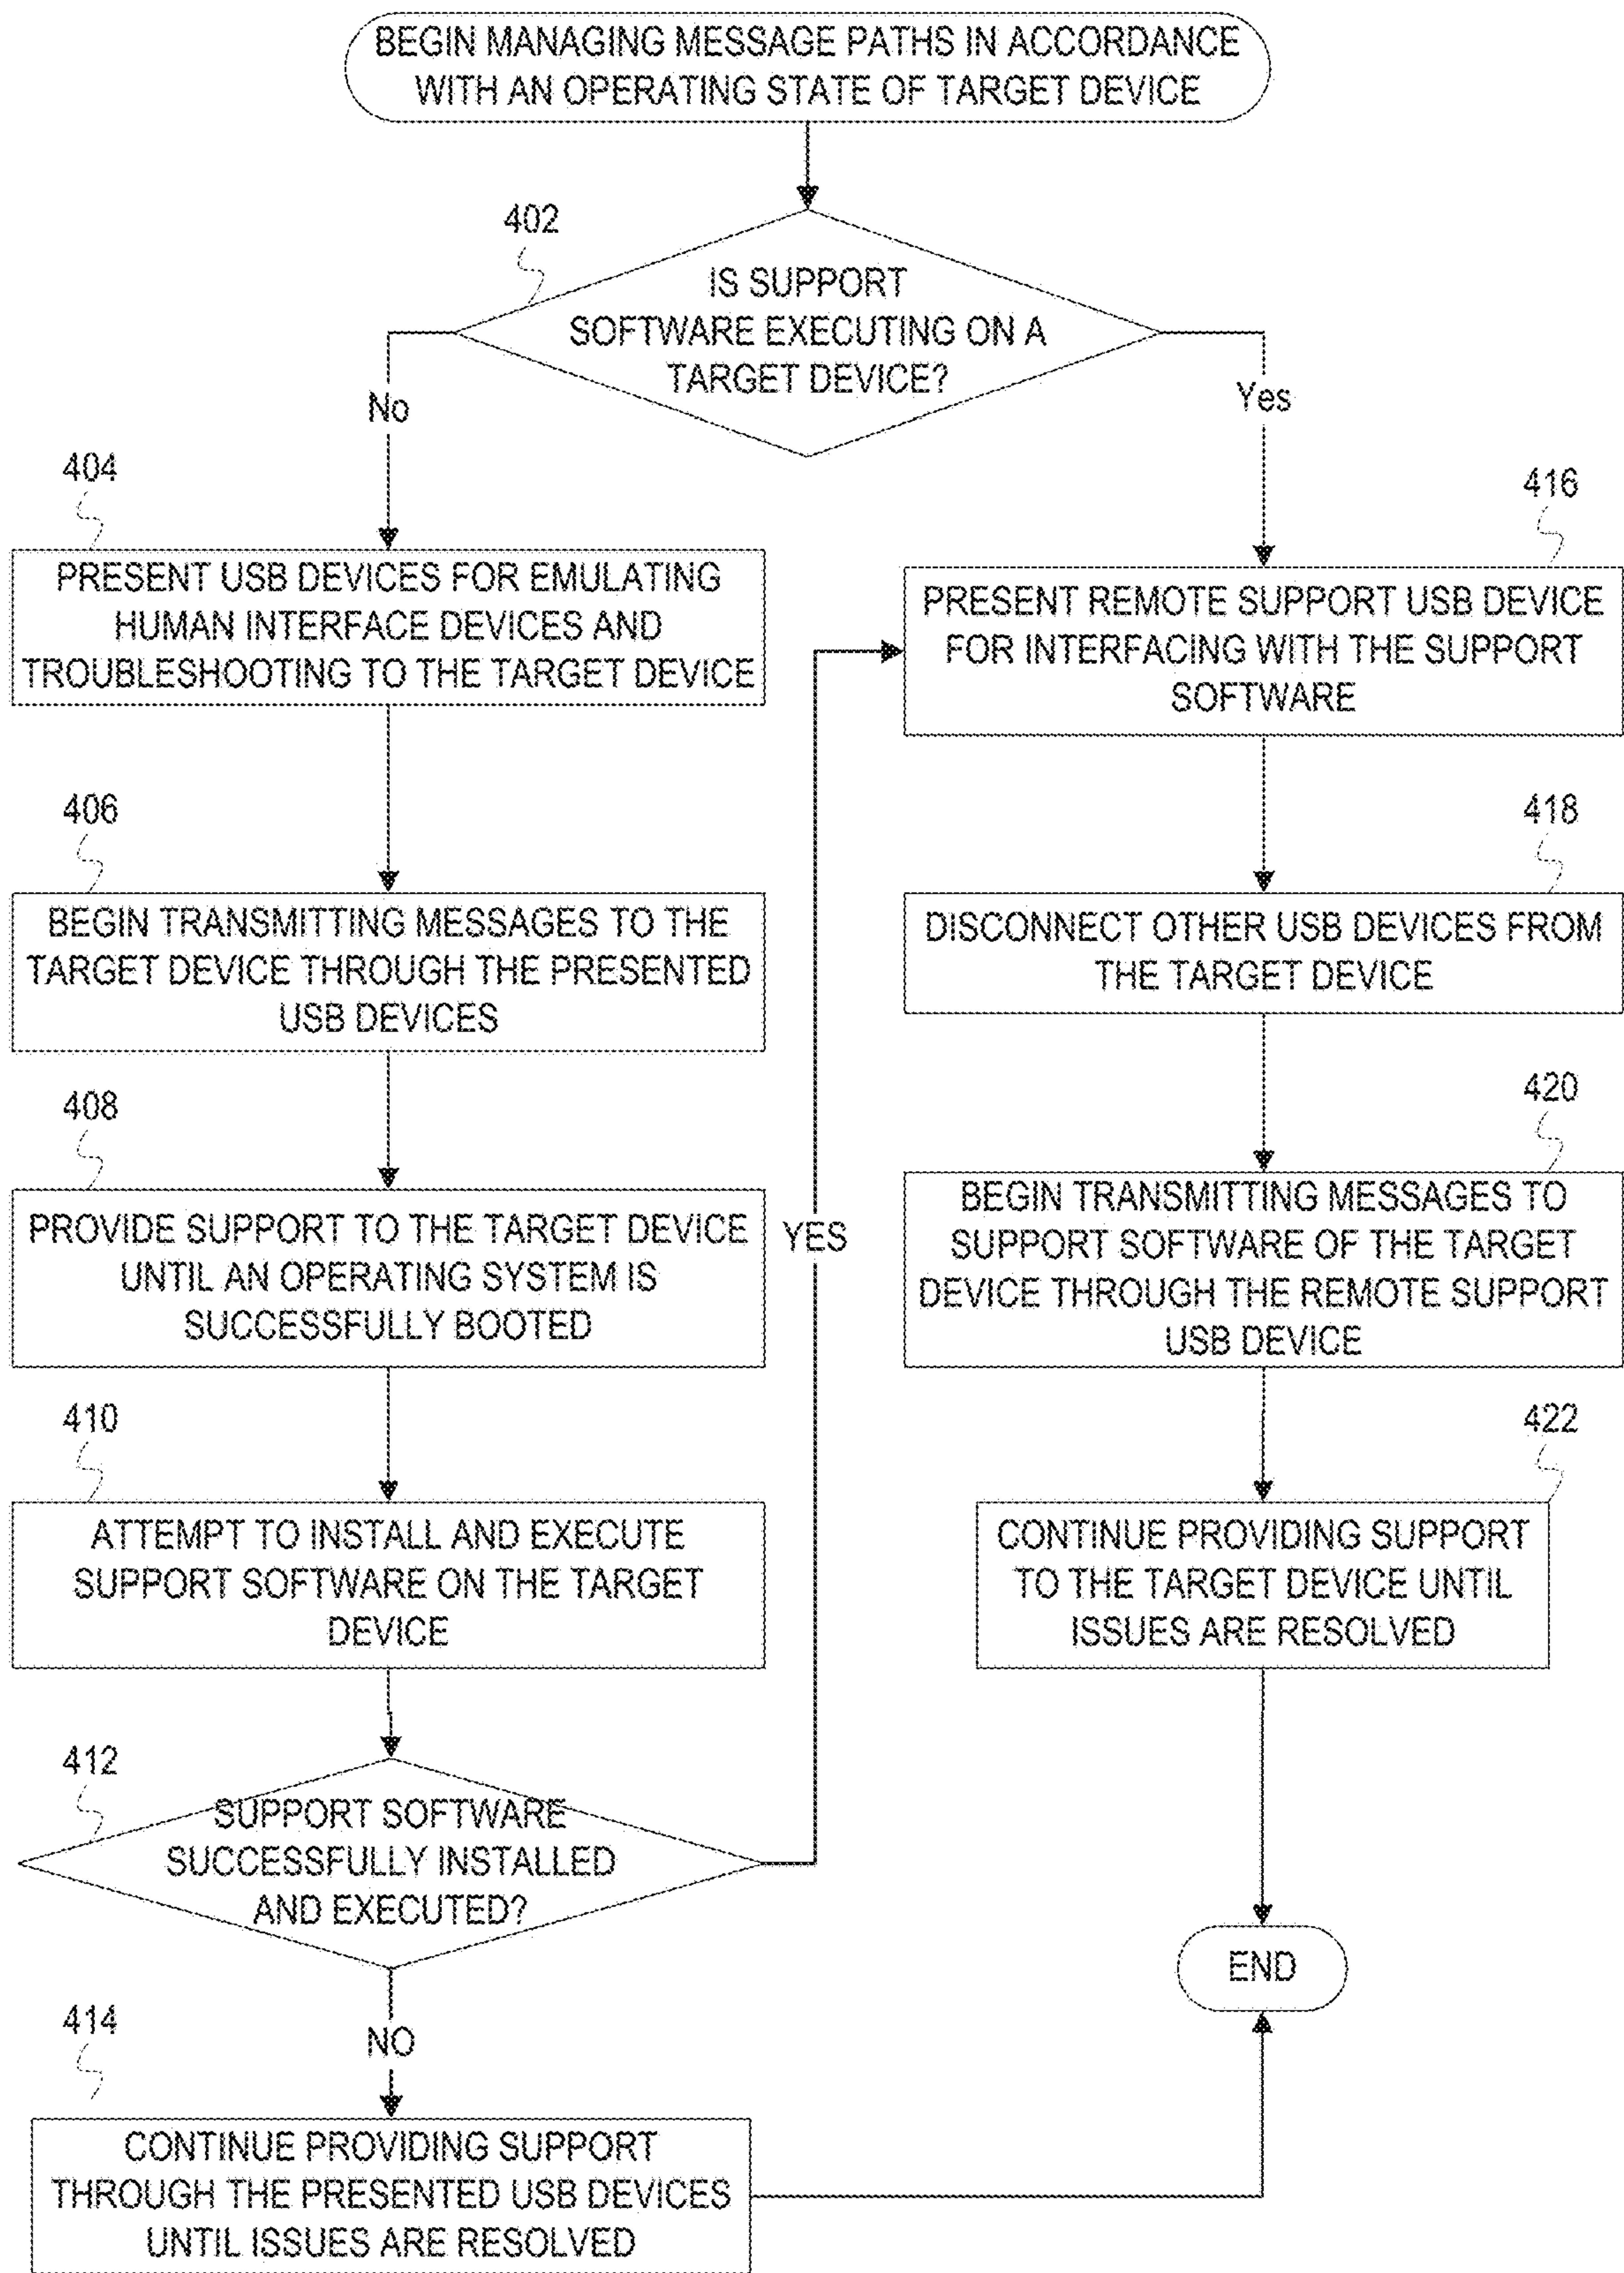 BEGIN MANAGING MESSAGE PATHS IN ACCORDANCE
WITH AN OPERATING STATE OF TARGET DEVICE
402
IS SUPPORT
SOFTWARE EXECUTING ON A
TARGET DEVICE?
No
Yes
404
PRESENT USB DEVICES FOR EMULATING
HUMAN INTERFACE DEVICES AND
TROUBLESHOOTING TO THE TARGET DEVICE
406
BEGIN TRANSMITTING MESSAGES TO THE
TARGET DEVICE THROUGH THE PRESENTED
USB DEVICES
408
PROVIDE SUPPORT TO THE TARGET DEVICE
UNTIL AN OPERATING SYSTEM IS
SUCCESSFULLY BOOTED
410
ATTEMPT TO INSTALL AND EXECUTE
SUPPORT SOFTWARE ON THE TARGET
DEVICE
412
SUPPORT SOFTWARE
SUCCESSFULLY INSTALLED
AND EXECUTED?
YES
NO
414
CONTINUE PROVIDING SUPPORT
THROUGH THE PRESENTED USB DEVICES
UNTIL ISSUES ARE RESOLVED
416
PRESENT REMOTE SUPPORT USB DEVICE
FOR INTERFACING WITH THE SUPPORT
SOFTWARE
418
DISCONNECT OTHER USB DEVICES FROM
THE TARGET DEVICE
420
BEGIN TRANSMITTING MESSAGES TO
SUPPORT SOFTWARE OF THE TARGET
DEVICE THROUGH THE REMOTE SUPPORT
USB DEVICE
422
CONTINUE PROVIDING SUPPORT
TO THE TARGET DEVICE UNTIL
ISSUES ARE RESOLVED
END